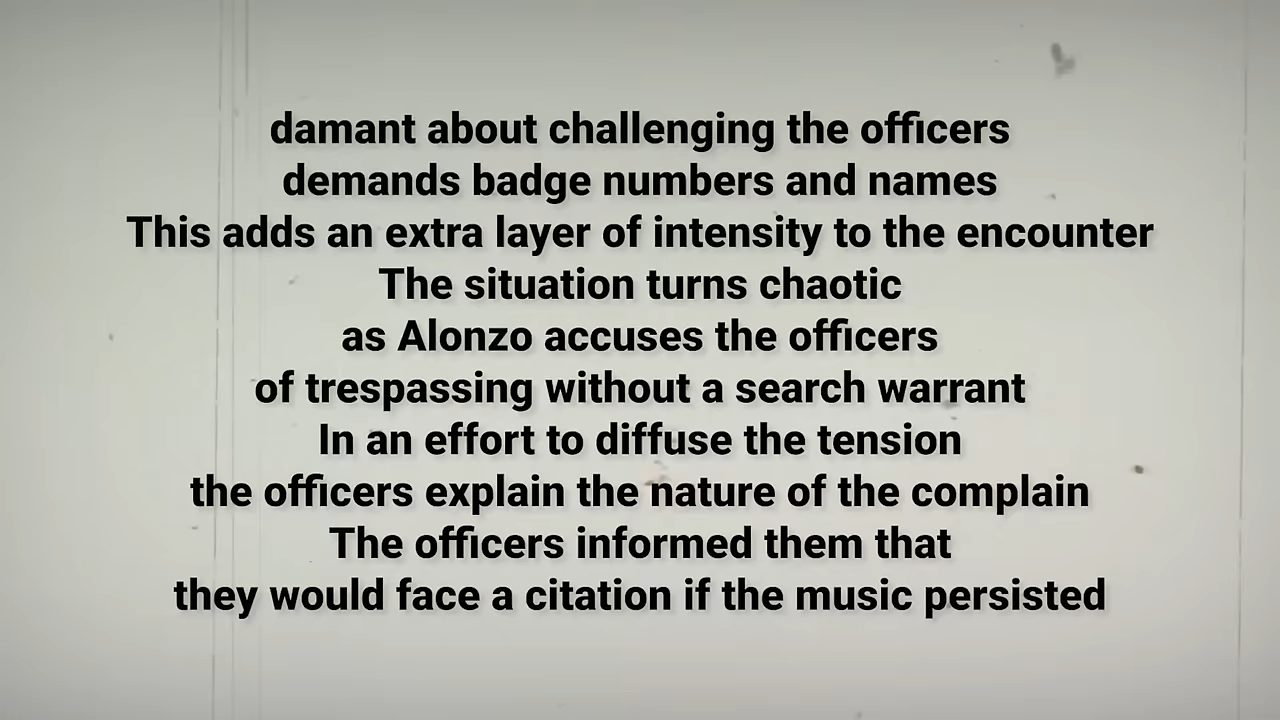 damant about challenging the officers
demands badge numbers and names
This adds an extra layer of intensity to the encounter
The situation turns chaotic
as Alonzo accuses the officers
of trespassing without a search warrant
In an effort to diffuse the tension
the officers explain the nature of the complain
The officers informed them that
they would face a citation if the music persisted